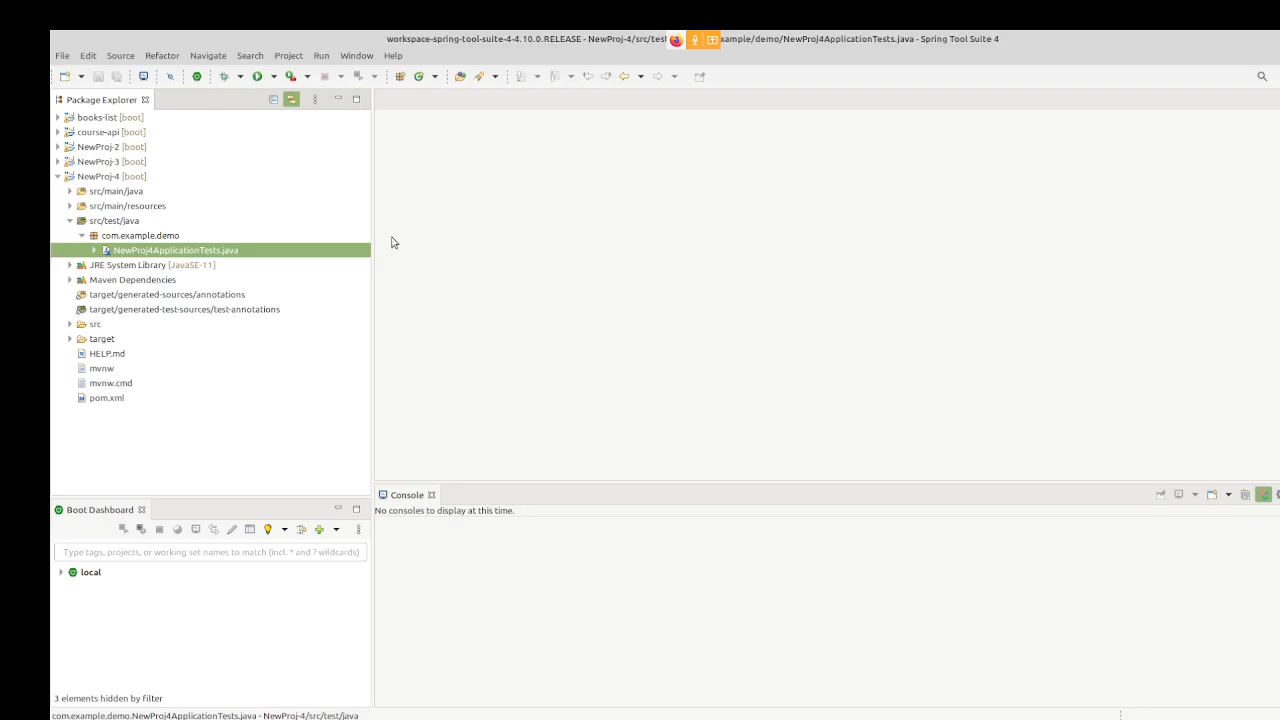 workspace-spring-tool-suite-4-4.10.0.RELEASE - NewProj-4/src/test example/demo/NewProj4ApplicationTests.java - Spring Tool Suite 4
File Edit Source Refactor Navigate Search Project Run Window Help
Package Explorer
books-list [boot]
course-api [boot]
NewProj-2 [boot]
NewProj-3 [boot]
NewProj-4 [boot]
src/main/java
src/main/resources
src/test/java
com.example.demo
NewProj4ApplicationTests.java
JRE System Library [JavaSE-11]
Maven Dependencies
target/generated-sources/annotations
target/generated-test-sources/test-annotations
src
target
HELP.md
mvnw
mvnw.cmd
pom.xml
Console
No consoles to display at this time.
Boot Dashboard
Type tags, projects, or working set names to match (incl. * and ? wildcards)
local
3 elements hidden by filter
com.example.demo.NewProj4ApplicationTests.java - NewProj-4/src/test/java